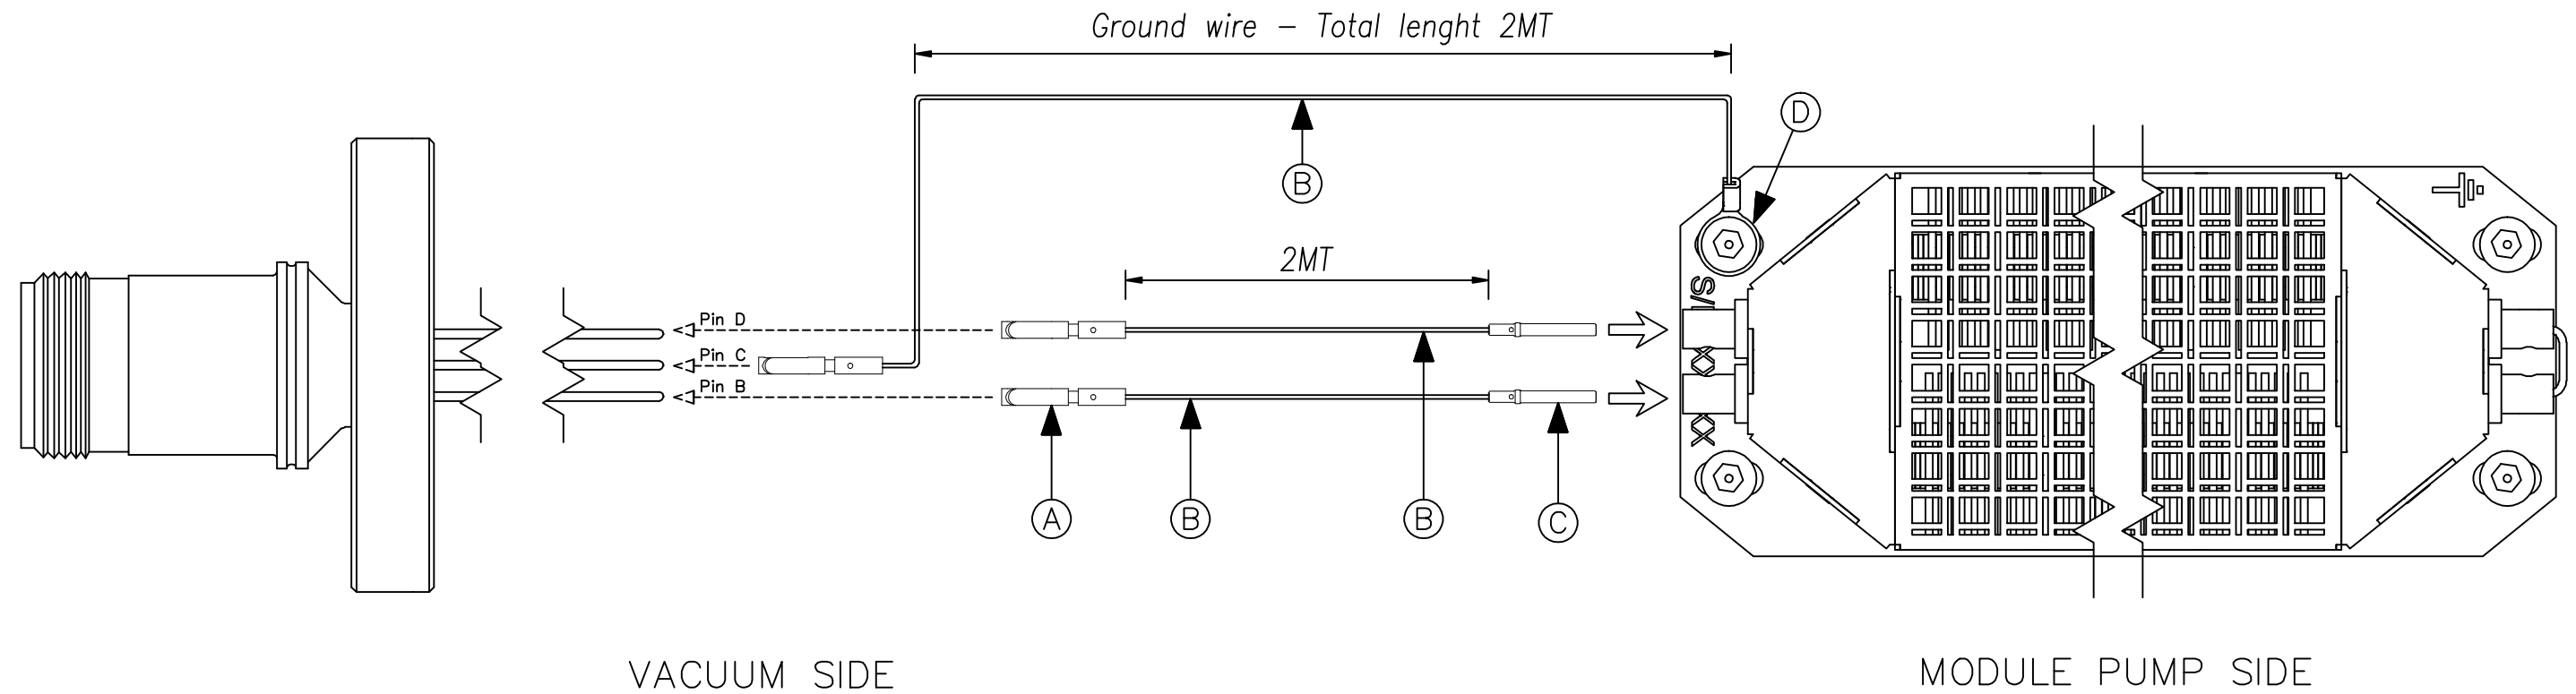 Ground wire – Total lenght 2MT
B
D
2MT
Pin D
Pin C
Pin B
A
B
B
C
VACUUM SIDE
MODULE PUMP SIDE